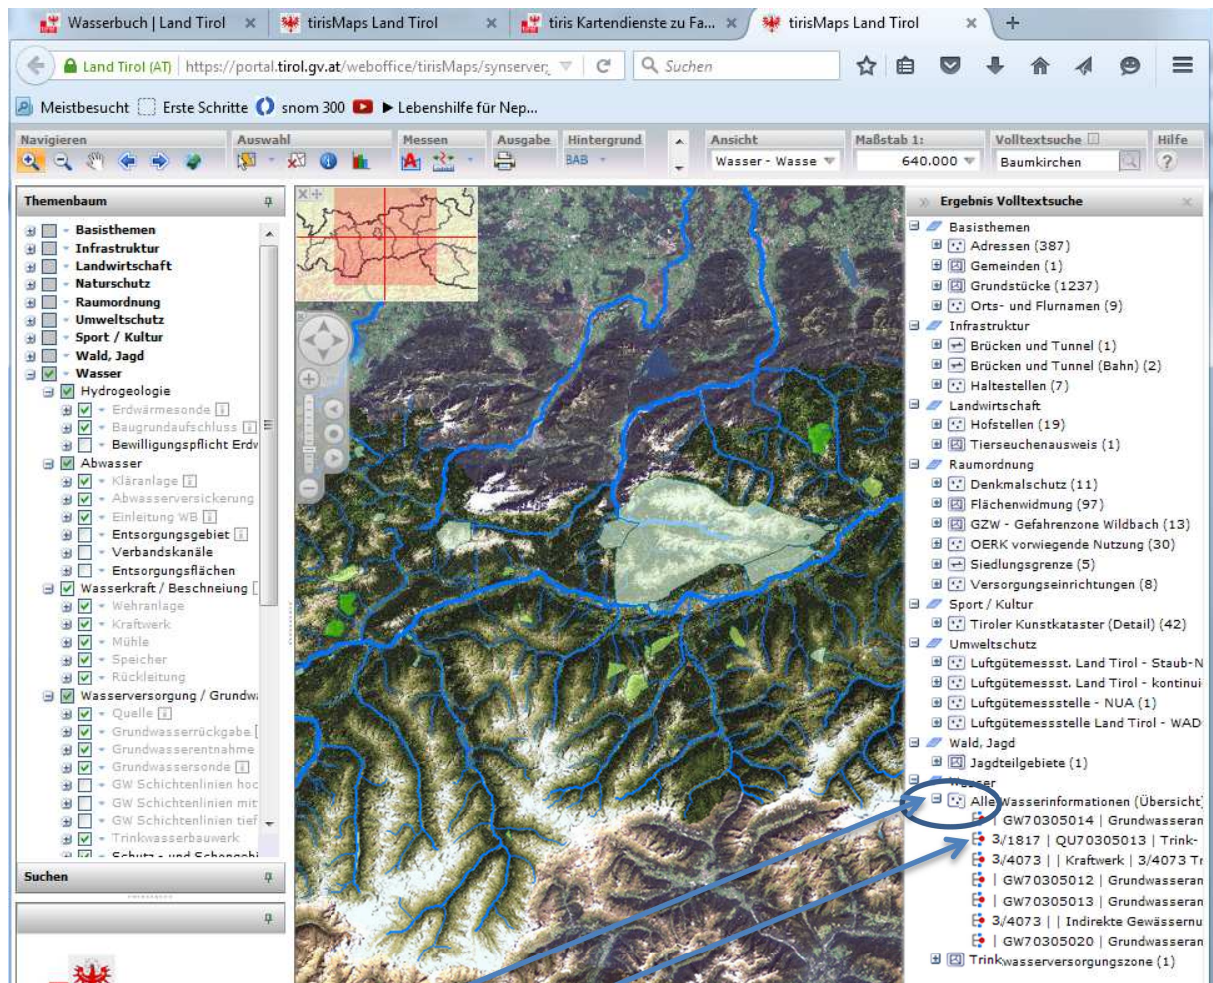 Wasserbuch | Land Tirol × tirisMaps Land Tirol × tiris Kartendienste zu Fa... × tirisMaps Land Tirol × +
Land Tirol (AT) https://portal.tirol.gv.at/weboffice/tirisMaps/synserver; Suchen
Meistbesucht Erste Schritte snom 300 ► Lebenshilfe für Nep...
Navigieren Auswahl Messen Ausgabe Hintergrund Ansicht Maßstab 1: Volltextsuche Hilfe
BAB Wasser - Wasse 640.000 Baumkirchen ?
Themenbaum
Basisthemen
Infrastruktur
Landwirtschaft
Naturschutz
Raumordnung
Umweltschutz
Sport / Kultur
Wald, Jagd
Wasser
Hydrogeologie
Erdwärmesonde
Baugrundaufschluss
Bewilligungspflicht Erdw
Abwasser
Kläranlage
Abwasserversickerung
Einleitung WB
Entsorgungsgebiet
Verbandskanäle
Entsorgungsflächen
Wasserkraft / Beschneiung
Wehranlage
Kraftwerk
Mühle
Speicher
Rückleitung
Wasserversorgung / Grundwa
Quelle
Grundwasserrückgabe
Grundwasserentnahme
Grundwassersonde
GW Schichtenlinien hoc
GW Schichtenlinien mit
GW Schichtenlinien tief
Trinkwasserbauwerk
Schutz - und Schongebi
Suchen
Ergebnis Volltextsuche
Basisthemen
Adressen (387)
Gemeinden (1)
Grundstücke (1237)
Orts- und Flurnamen (9)
Infrastruktur
Brücken und Tunnel (1)
Brücken und Tunnel (Bahn) (2)
Haltestellen (7)
Landwirtschaft
Hofstellen (19)
Tierseuchenausweis (1)
Raumordnung
Denkmalschutz (11)
Flächenwidmung (97)
GZW - Gefahrenzone Wildbach (13)
OERK vorwiegende Nutzung (30)
Siedlungsgrenze (5)
Versorgungseinrichtungen (8)
Sport / Kultur
Tiroler Kunstkataster (Detail) (42)
Umweltschutz
Luftgütemessst. Land Tirol - Staub-N
Luftgütemessst. Land Tirol - kontinui
Luftgütemessstelle - NUA (1)
Luftgütemessstelle Land Tirol - WAD
Wald, Jagd
Jagdteilgebiete (1)
Wasser
Alle Wasserinformationen (Übersicht)
| GW70305014 | Grundwasseran
3/1817 | QU70305013 | Trink-
3/4073 | | Kraftwerk | 3/4073 Tr
| GW70305012 | Grundwasseran
| GW70305013 | Grundwasseran
3/4073 | | Indirekte Gewässernu
| GW70305020 | Grundwasseran
Trinkwasserversorgungszone (1)